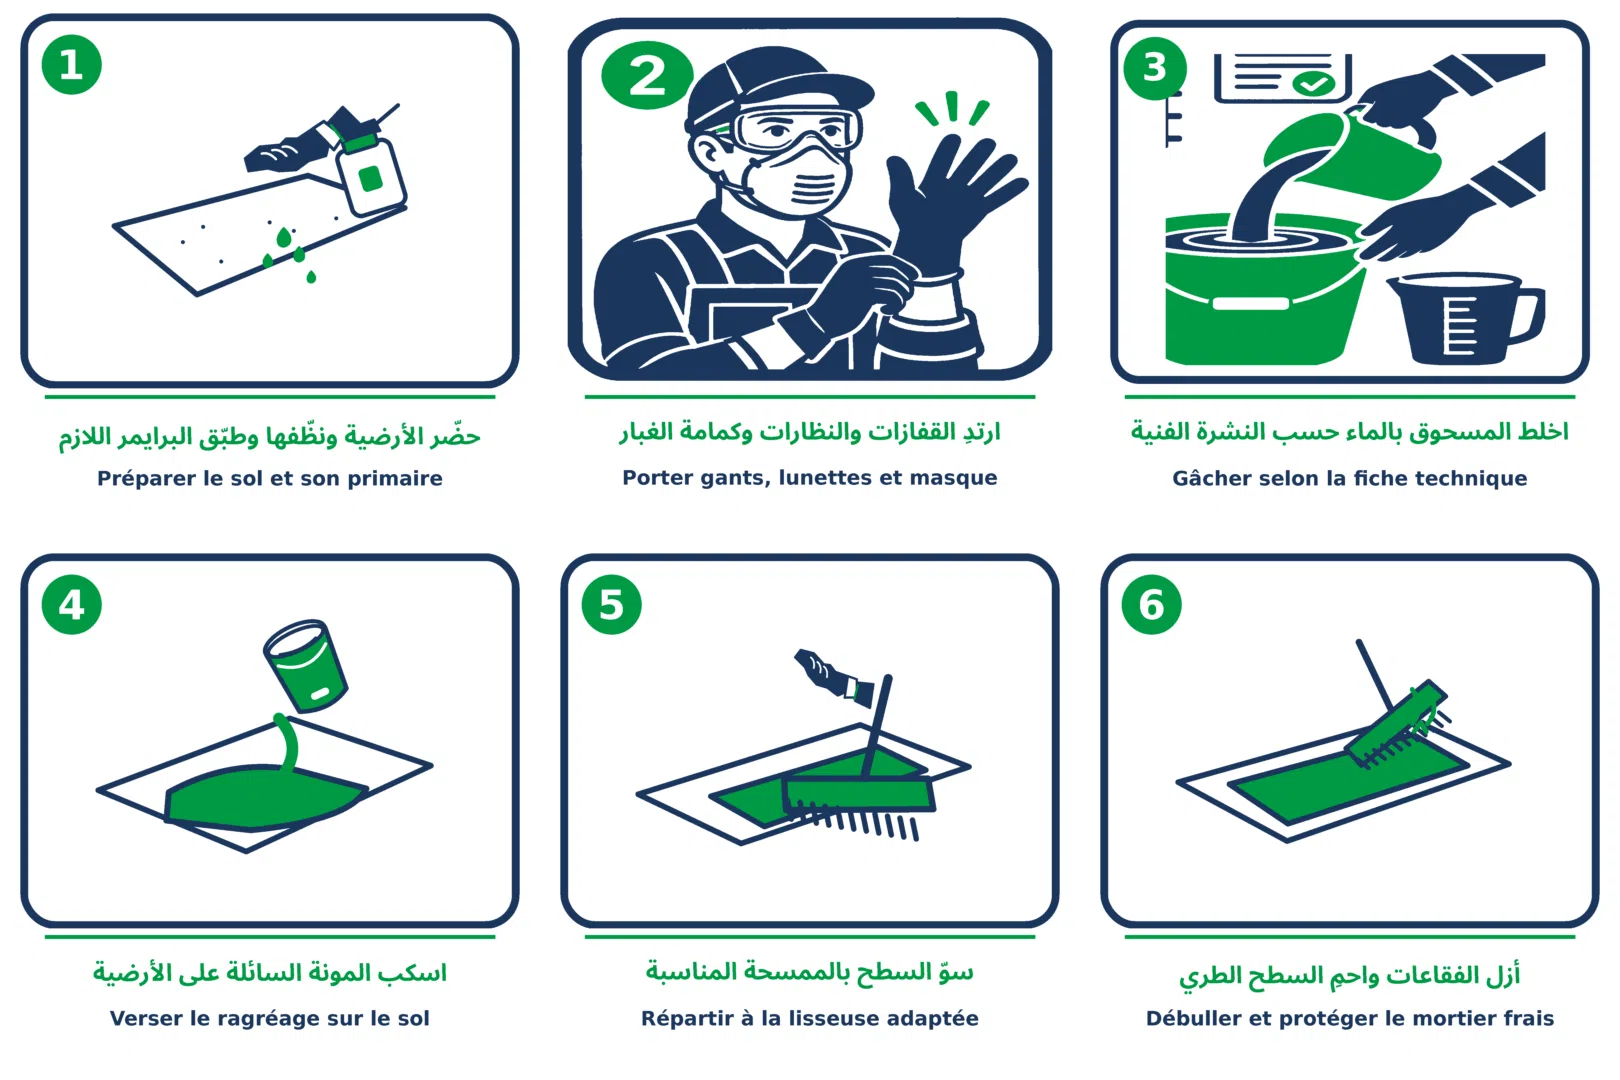 1
حضّر الأرضية ونظّفها وطبّق البرايمر اللازم
Préparer le sol et son primaire
2
ارتدِ القفازات والنظارات وكمامة الغبار
Porter gants, lunettes et masque
3
اخلط المسحوق بالماء حسب النشرة الفنية
Gâcher selon la fiche technique
4
اسكب المونة السائلة على الأرضية
Verser le ragréage sur le sol
5
سوّ السطح بالممسحة المناسبة
Répartir à la lisseuse adaptée
6
أزل الفقاعات واحمِ السطح الطري
Débuller et protéger le mortier frais